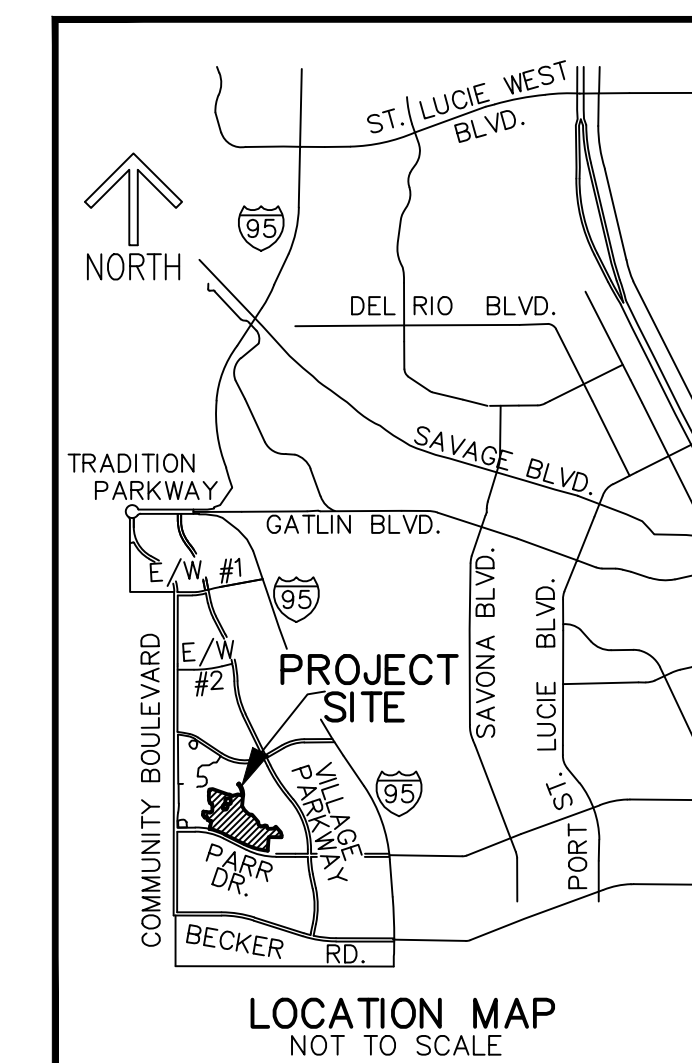 ST. LUCIE WEST
BLVD.
95
NORTH
DEL RIO BLVD.
SAVAGE BLVD.
TRADITION
PARKWAY
GATLIN BLVD.
E/W #1
95
E/W
#2
PROJECT
SITE
SAVONA BLVD.
PORT ST. LUCIE BLVD.
COMMUNITY BOULEVARD
VILLAGE
PARKWAY
95
PARR
DR.
BECKER RD.
LOCATION MAP
NOT TO SCALE